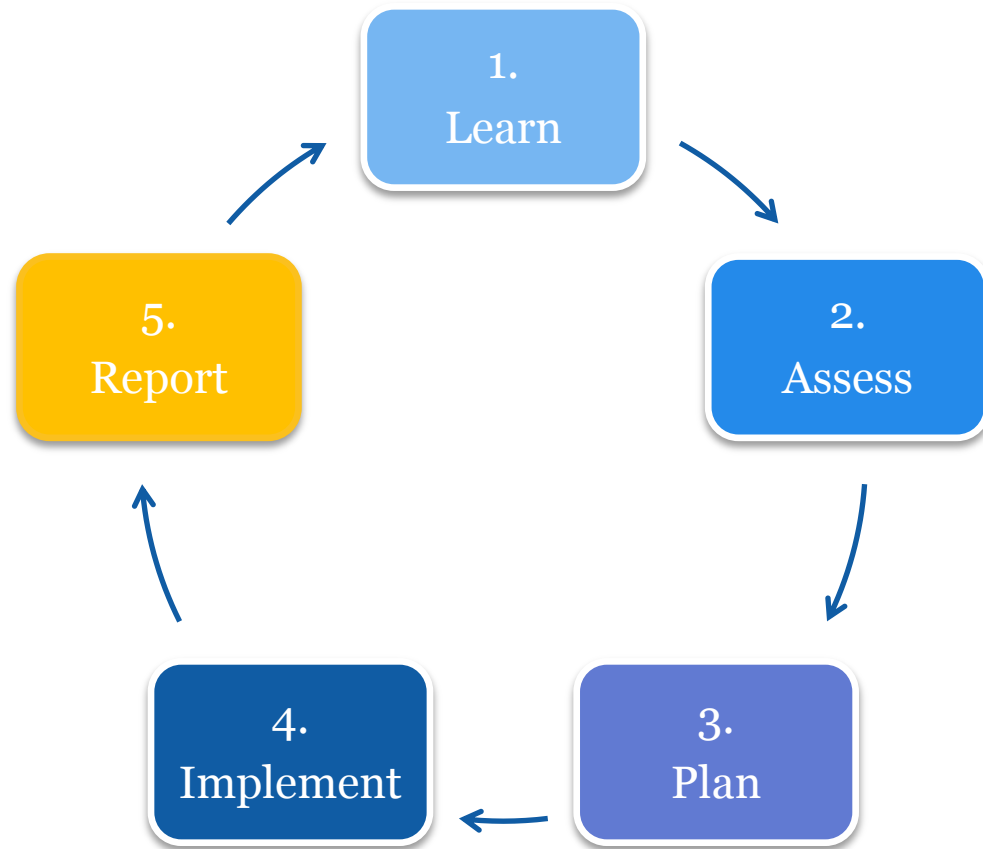 1.
Learn
2.
Assess
3.
Plan
4.
Implement
5.
Report